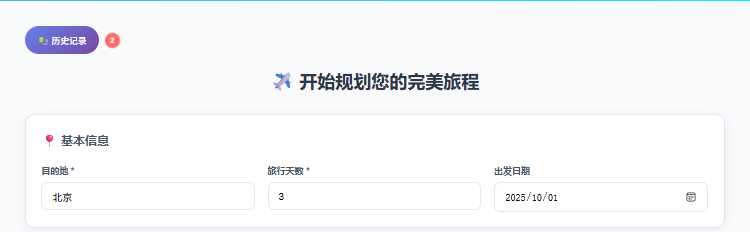 历史记录 2
开始规划您的完美旅程
基本信息
目的地 * 旅行天数 * 出发日期
北京 3 2025/10/01